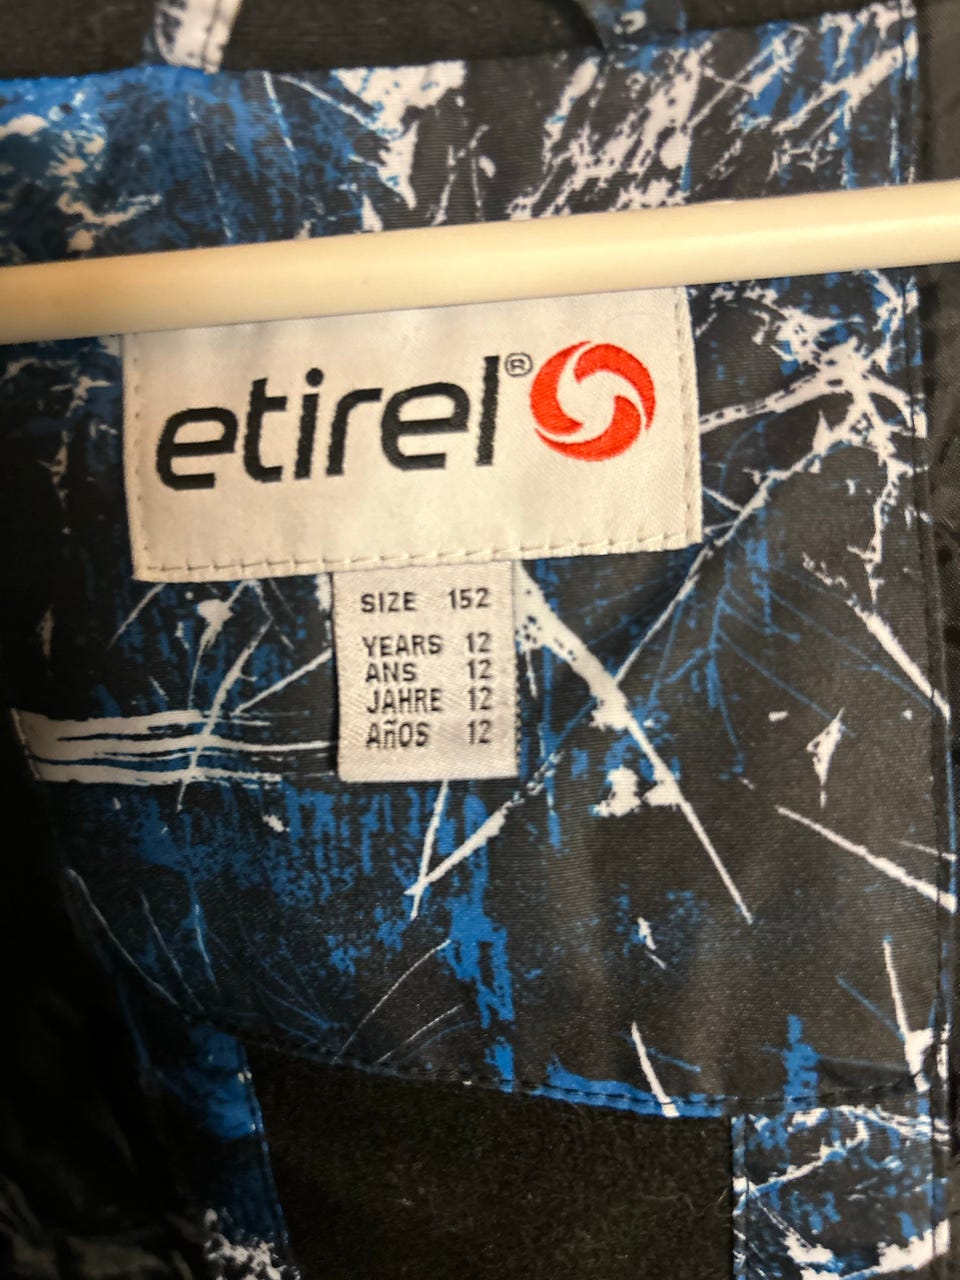 etirel®
SIZE 152
YEARS 12
ANS 12
JAHRE 12
AñOS 12